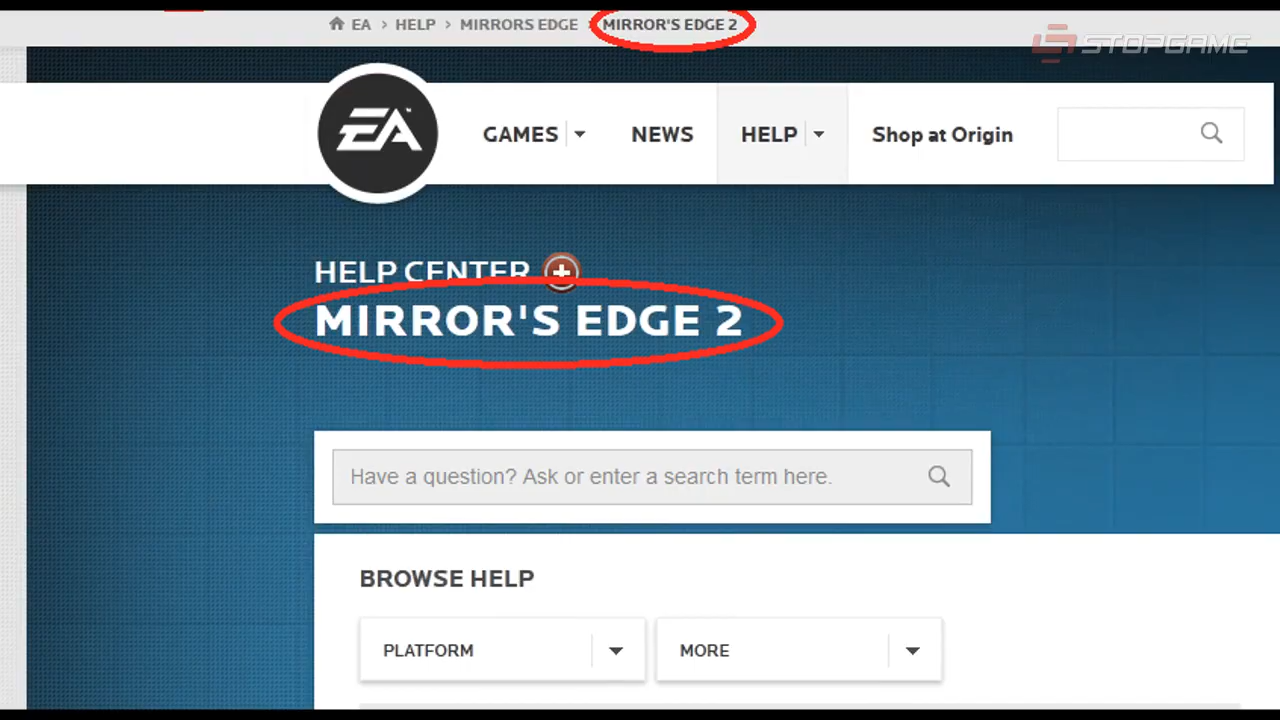 EA > HELP > MIRRORS EDGE > MIRROR'S EDGE 2
STOPGAME
EA™ GAMES NEWS HELP Shop at Origin
HELP CENTER
MIRROR'S EDGE 2
Have a question? Ask or enter a search term here.
BROWSE HELP
PLATFORM MORE